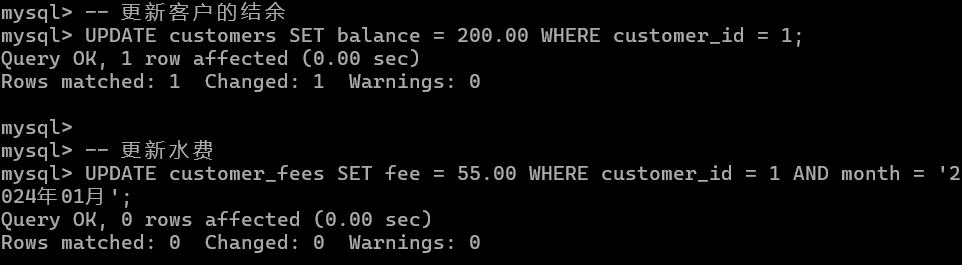 mysql> -- 更新客户的结余
mysql> UPDATE customers SET balance = 200.00 WHERE customer_id = 1;
Query OK, 1 row affected (0.00 sec)
Rows matched: 1  Changed: 1  Warnings: 0
mysql>
mysql> -- 更新水费
mysql> UPDATE customer_fees SET fee = 55.00 WHERE customer_id = 1 AND month = '2
024年01月';
Query OK, 0 rows affected (0.00 sec)
Rows matched: 0  Changed: 0  Warnings: 0